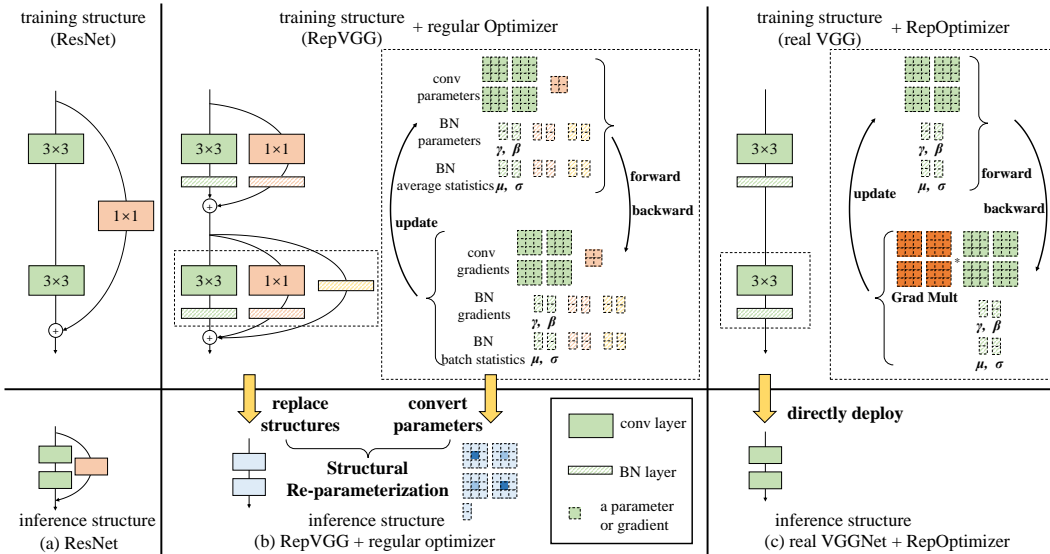 training structure
(ResNet)
3×3
1×1
3×3
+
inference structure
(a) ResNet
training structure
(RepVGG)
+ regular Optimizer
3×3
1×1
+
3×3
1×1
+
conv
parameters
BN
parameters
γ, β
BN
average statistics
μ, σ
forward
backward
update
conv
gradients
BN
gradients
γ, β
BN
batch statistics
μ, σ
replace
structures
convert
parameters
Structural
Re-parameterization
inference structure
(b) RepVGG + regular optimizer
conv layer
BN layer
a parameter
or gradient
training structure
(real VGG)
+ RepOptimizer
3×3
3×3
γ, β
μ, σ
forward
backward
update
*
Grad Mult
γ, β
μ, σ
directly deploy
inference structure
(c) real VGGNet + RepOptimizer